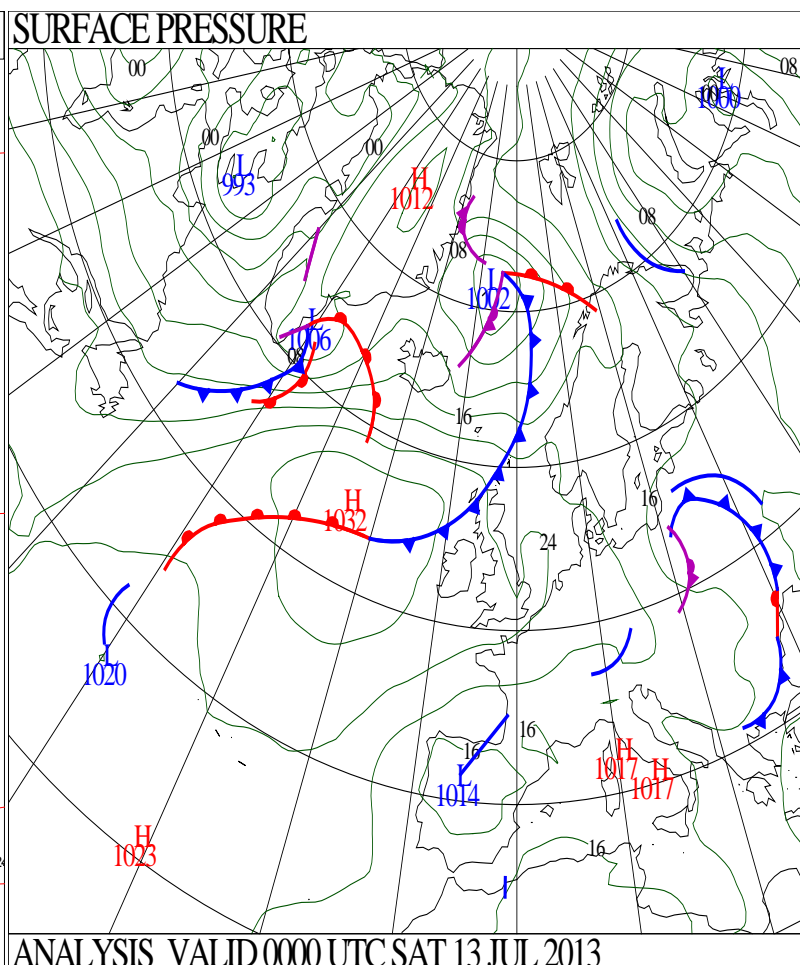 SURFACE PRESSURE
00
08
L
1000
00
00
L
993
H
1012
08
08
L
1002
L
1006
08
16
H
1032
16
24
L
1020
16
16
H
1017
H
1017
L
1014
H
1023
16
ANALYSIS VALID 0000 UTC SAT 13 JUL 2013